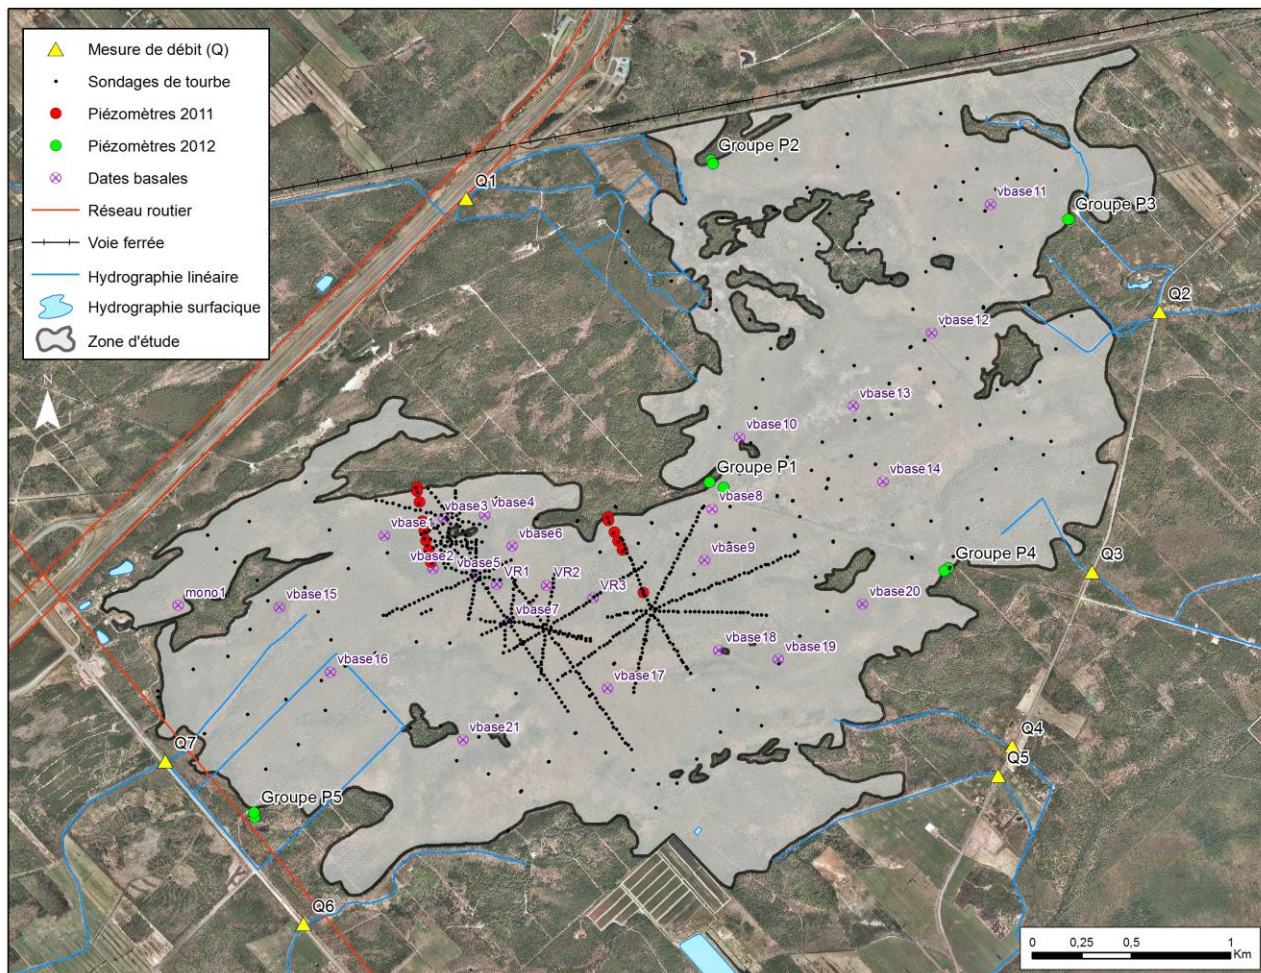 Mesure de débit (Q)
Sondages de tourbe
Piézomètres 2011
Piézomètres 2012
Dates basales
Réseau routier
Voie ferrée
Hydrographie linéaire
Hydrographie surfacique
Zone d'étude
N
Groupe P2
Q1
vbase11
Groupe P3
Q2
vbase12
vbase13
vbase10
Groupe P1
vbase14
vbase8
vbase3
vbase4
vbase1
vbase6
vbase9
vbase2
vbase5
VR1
VR2
VR3
Groupe P4
Q3
mono1
vbase15
vbase7
vbase20
vbase16
vbase18
vbase19
vbase17
vbase21
Q7
Q4
Q5
Groupe P5
Q6
0 0,25 0,5 1
Km